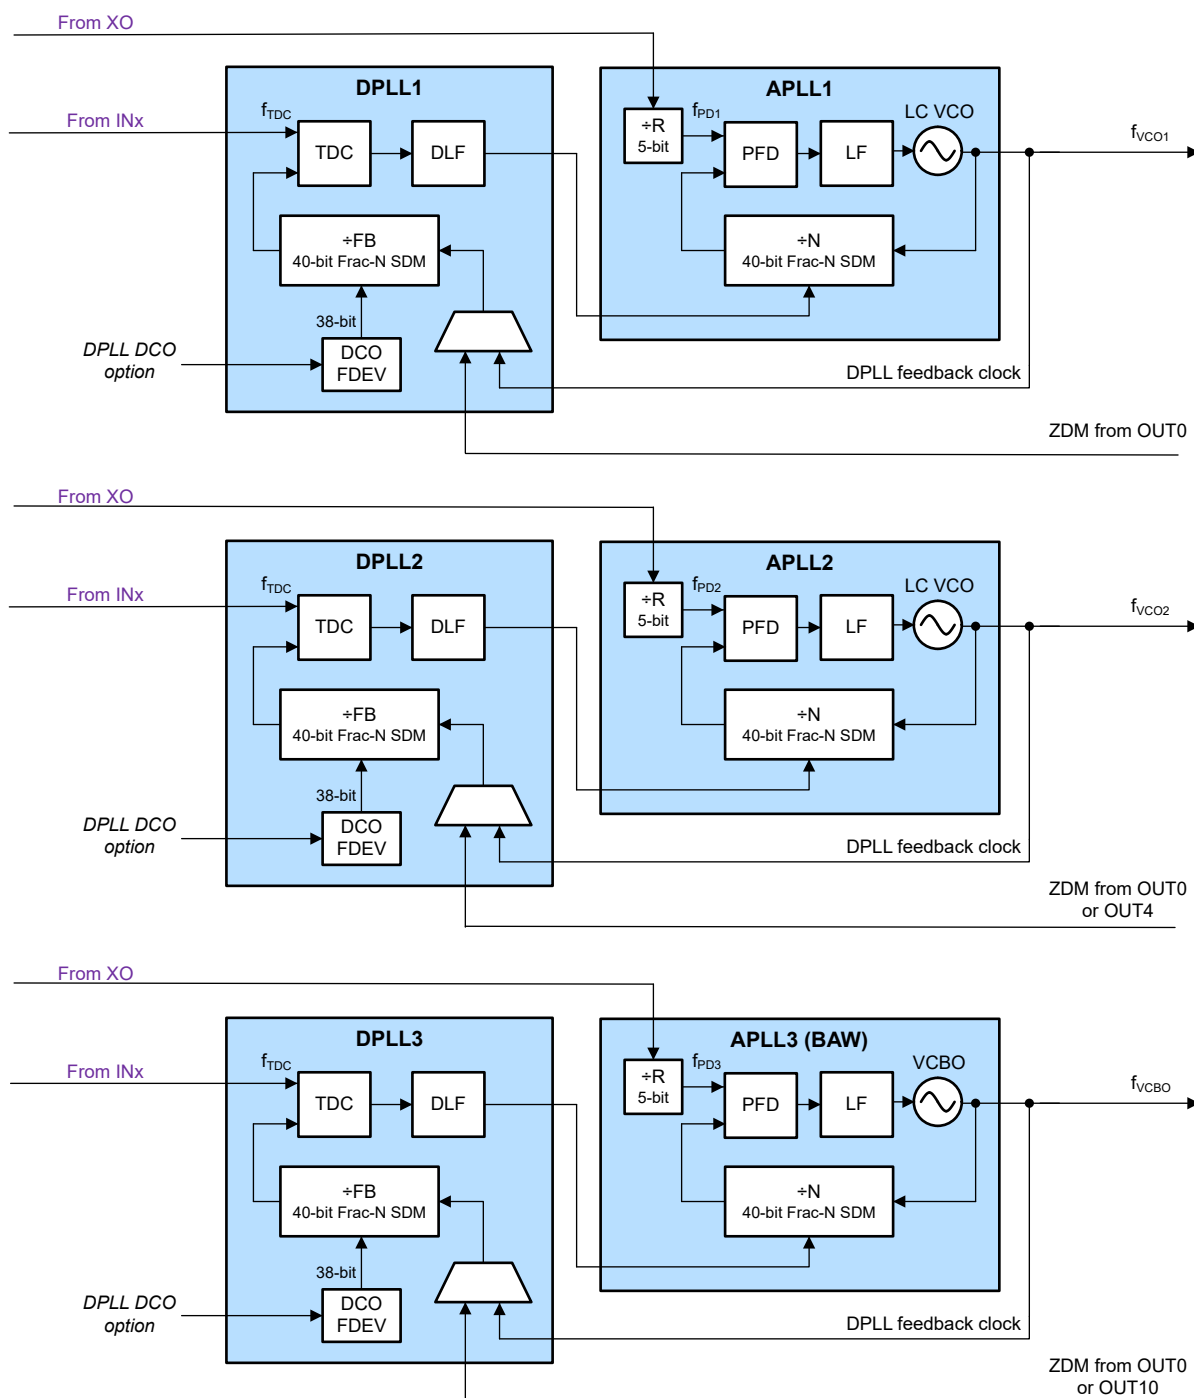 From XO
DPLL1
APLL1
From INx
fTDC
TDC
DLF
÷R
5-bit
fPD1
PFD
LF
LC VCO
fVCO1
÷FB
40-bit Frac-N SDM
÷N
40-bit Frac-N SDM
38-bit
DPLL DCO
option
DCO
FDEV
DPLL feedback clock
ZDM from OUT0
From XO
DPLL2
APLL2
From INx
fTDC
TDC
DLF
÷R
5-bit
fPD2
PFD
LF
LC VCO
fVCO2
÷FB
40-bit Frac-N SDM
÷N
40-bit Frac-N SDM
38-bit
DPLL DCO
option
DCO
FDEV
DPLL feedback clock
ZDM from OUT0
or OUT4
From XO
DPLL3
APLL3 (BAW)
From INx
fTDC
TDC
DLF
÷R
5-bit
fPD3
PFD
LF
VCBO
fVCBO
÷FB
40-bit Frac-N SDM
÷N
40-bit Frac-N SDM
38-bit
DPLL DCO
option
DCO
FDEV
DPLL feedback clock
ZDM from OUT0
or OUT10